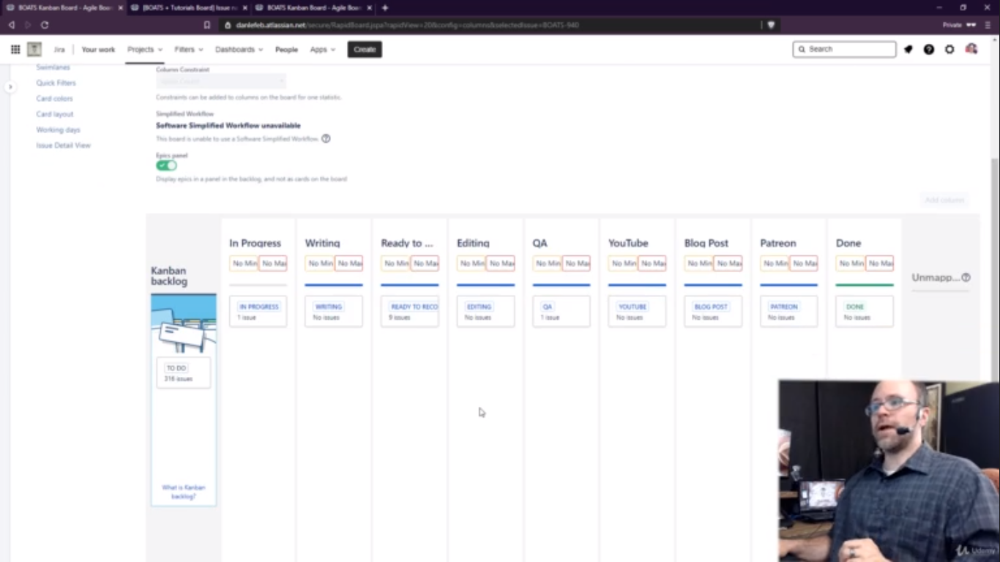 BOATS Kanban Board - Agile Boa
[BOATS + Tutorials Board] Issue n
BOATS Kanban Board - Agile Boa
danlefeb.atlassian.net/secure/RapidBoard.jspa?rapidView=20&config=columns&selectedIssue=BOATS-940
Private
Jira
Your work
Projects
Filters
Dashboards
People
Apps
Create
Search
Swimlanes
Quick Filters
Card colors
Card layout
Working days
Issue Detail View
Column Constraint
Constraints can be added to columns on the board for one statistic.
Simplified Workflow
Software Simplified Workflow unavailable
This board is unable to use a Software Simplified Workflow.
Epics panel
Display epics in a panel in the backlog, and not as cards on the board
Add column
Kanban
backlog
TO DO
316 issues
What is Kanban
backlog?
In Progress
No Min No Max
IN PROGRESS
1 issue
Writing
No Min No Max
WRITING
No issues
Ready to ...
No Min No Max
READY TO RECO
9 issues
Editing
No Min No Max
EDITING
No issues
QA
No Min No Max
QA
1 issue
YouTube
No Min No Max
YOUTUBE
No issues
Blog Post
No Min No Max
BLOG POST
No issues
Patreon
No Min No Max
PATREON
No issues
Done
No Min No Max
DONE
No issues
Unmapp...
Udemy